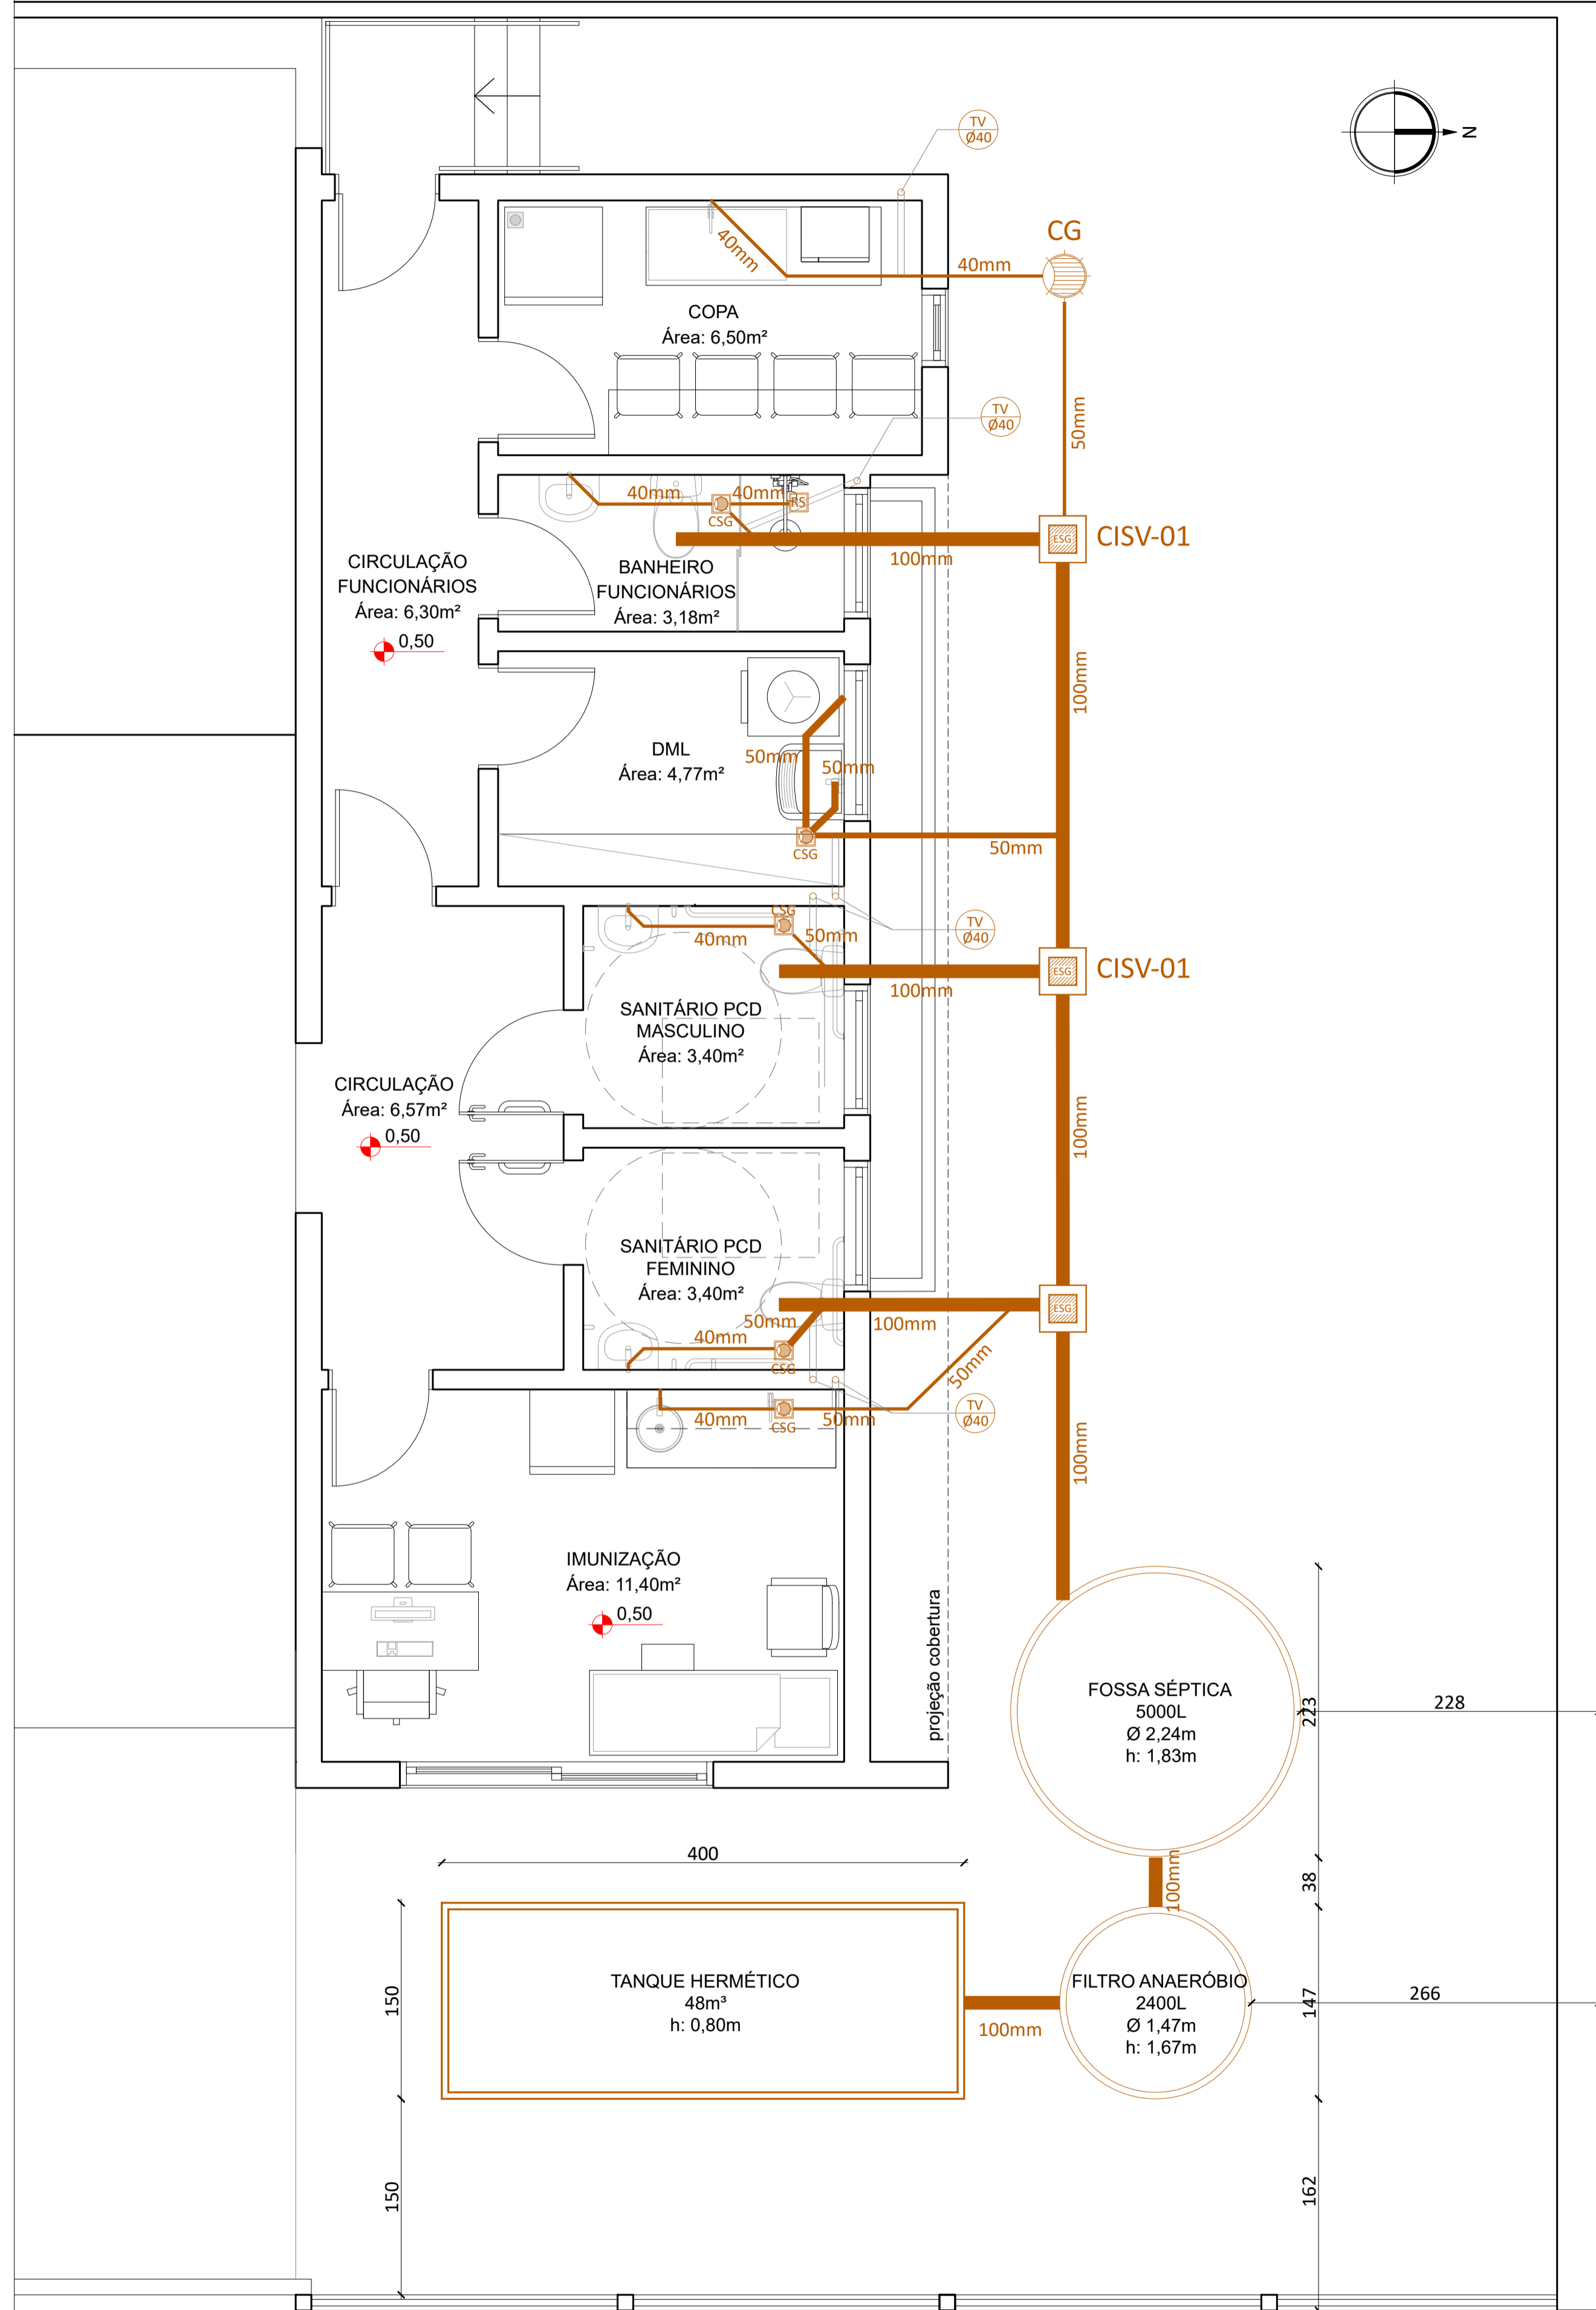 TV
Ø40
N
CG
40mm
40mm
COPA
Área: 6,50m²
50mm
TV
Ø40
40mm
40mm
RS
CSG
ESG
CISV-01
100mm
CIRCULAÇÃO
FUNCIONÁRIOS
Área: 6,30m²
0,50
BANHEIRO
FUNCIONÁRIOS
Área: 3,18m²
100mm
DML
Área: 4,77m²
50mm
50mm
CSG
50mm
CSG
TV
Ø40
40mm
50mm
ESG
CISV-01
100mm
SANITÁRIO PCD
MASCULINO
Área: 3,40m²
CIRCULAÇÃO
Área: 6,57m²
0,50
100mm
SANITÁRIO PCD
FEMININO
Área: 3,40m²
ESG
50mm
100mm
40mm
CSG
50mm
TV
Ø40
40mm
CSG
50mm
100mm
IMUNIZAÇÃO
Área: 11,40m²
0,50
projeção cobertura
FOSSA SÉPTICA
5000L
Ø 2,24m
h: 1,83m
223
228
400
100mm
38
TANQUE HERMÉTICO
48m³
h: 0,80m
150
100mm
FILTRO ANAERÓBIO
2400L
Ø 1,47m
h: 1,67m
147
266
150
162